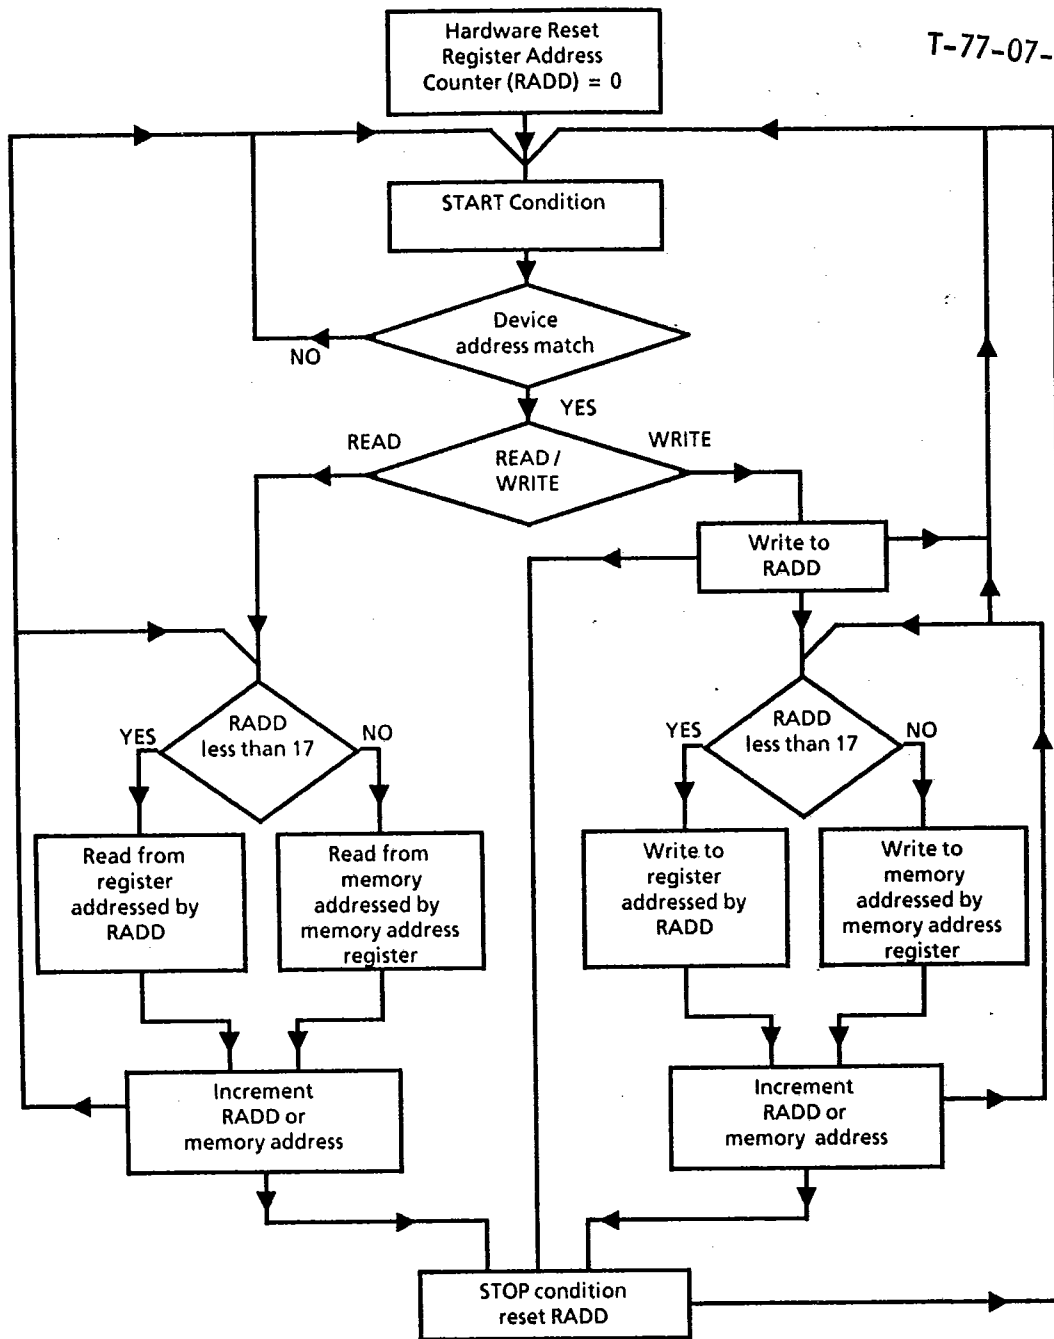 Hardware Reset
Register Address
Counter (RADD) = 0
T-77-07-
START Condition
Device
address match
NO
YES
READ
WRITE
READ /
WRITE
Write to
RADD
RADD
less than 17
YES
NO
RADD
less than 17
YES
NO
Read from
register
addressed by
RADD
Read from
memory
addressed by
memory address
register
Write to
register
addressed by
RADD
Write to
memory
addressed by
memory address
register
Increment
RADD or
memory address
Increment
RADD or
memory address
STOP condition
reset RADD